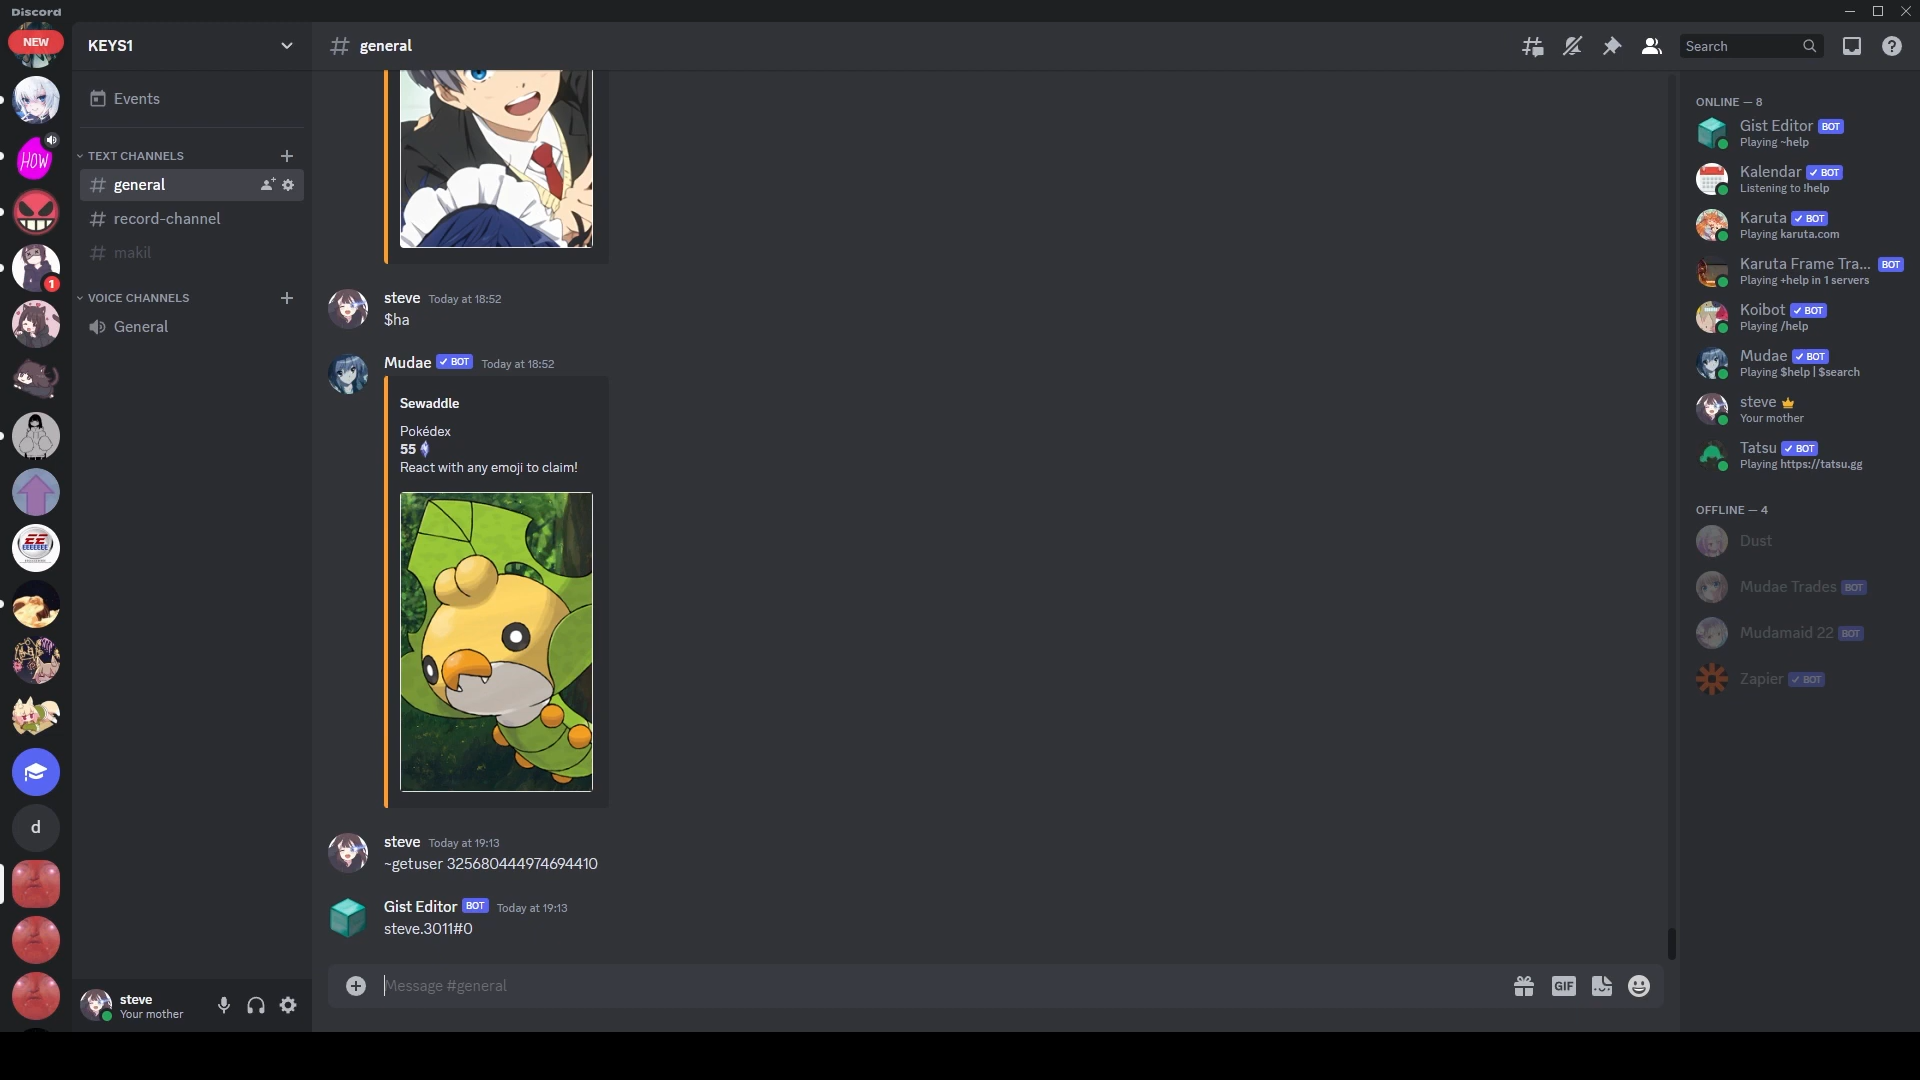 Discord
NEW
HOW
1
EE
EEEEEEE
d
KEYS1
Events
TEXT CHANNELS
general
record-channel
makil
VOICE CHANNELS
General
steve
Your mother
general
Search
steve Today at 18:52
$ha
Mudae BOT Today at 18:52
Sewaddle
Pokédex
55
React with any emoji to claim!
steve Today at 19:13
~getuser 325680444974694410
Gist Editor BOT Today at 19:13
steve.3011#0
Message #general
GIF
ONLINE — 8
Gist Editor BOT
Playing ~help
Kalendar BOT
Listening to !help
Karuta BOT
Playing karuta.com
Karuta Frame Tra... BOT
Playing +help in 1 servers
Koibot BOT
Playing /help
Mudae BOT
Playing $help | $search
steve
Your mother
Tatsu BOT
Playing https://tatsu.gg
OFFLINE — 4
Dust
Mudae Trades BOT
Mudamaid 22 BOT
Zapier BOT